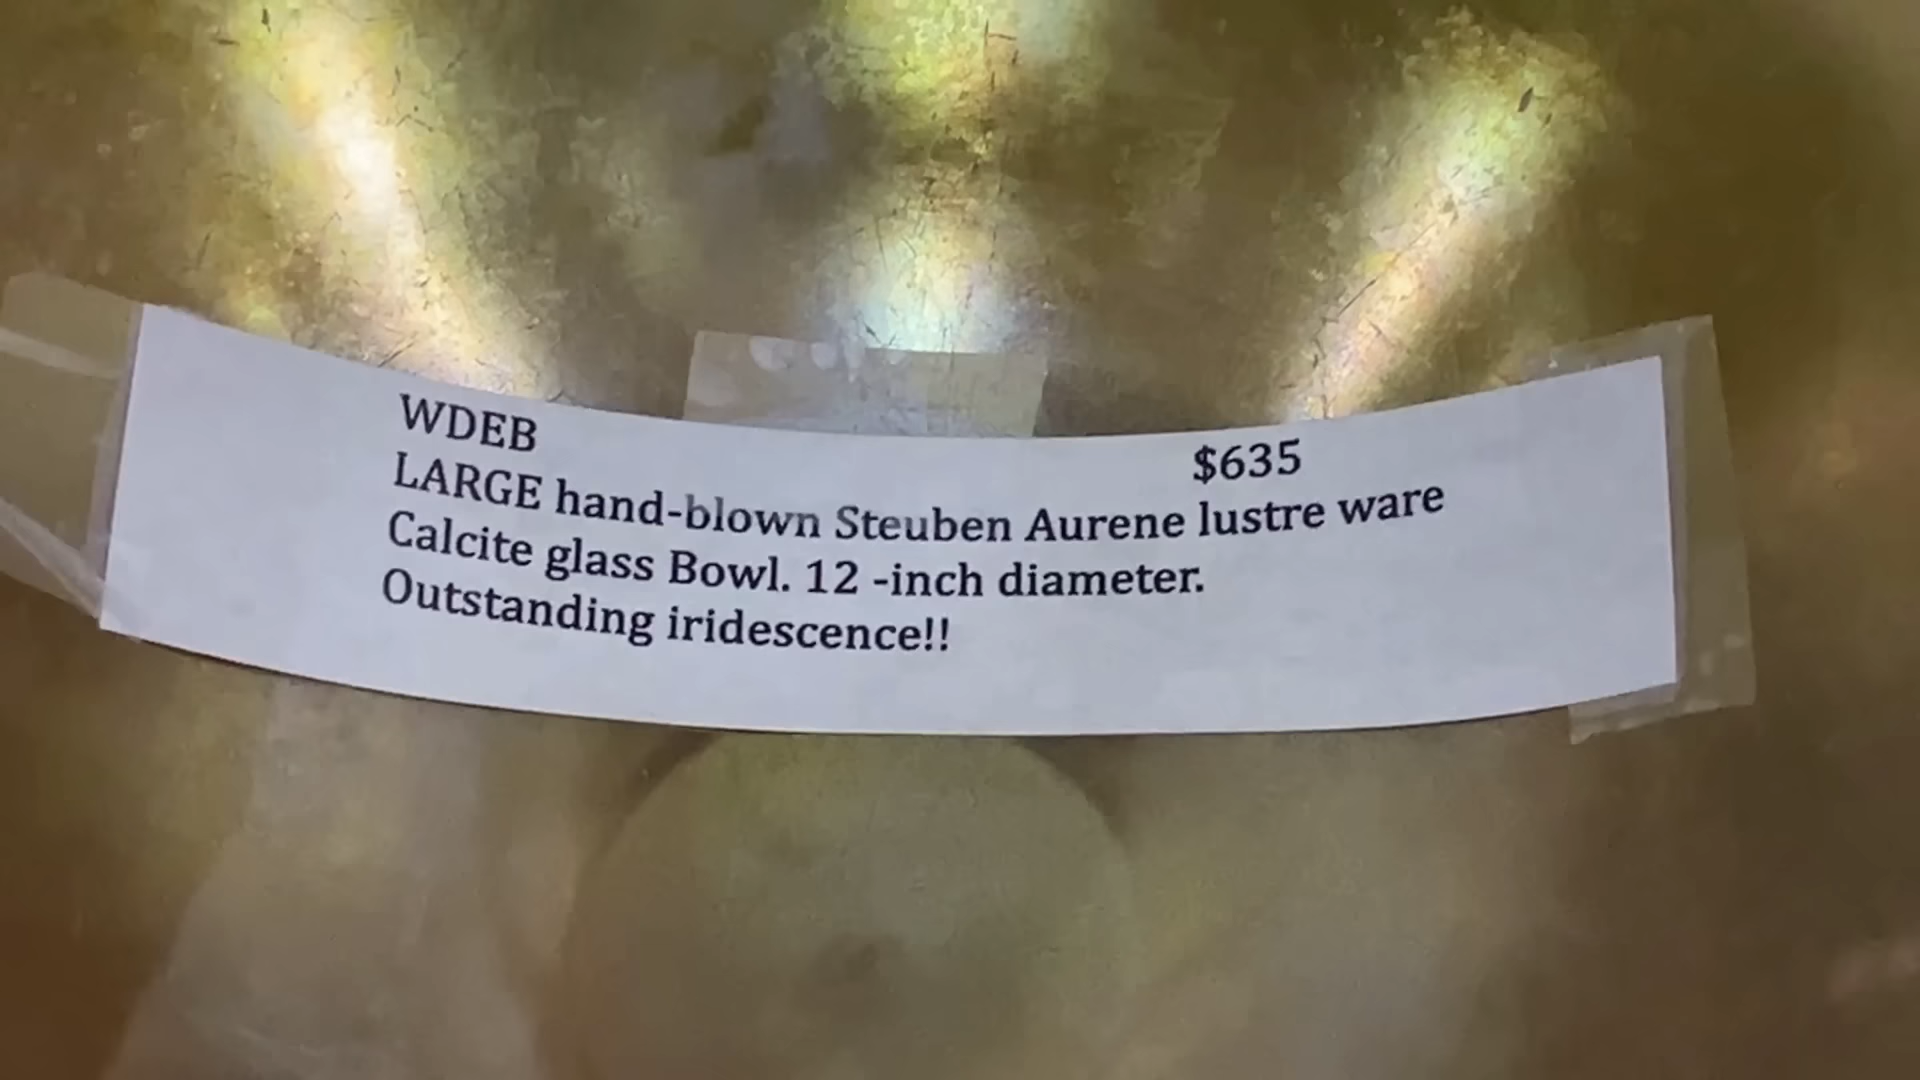 WDEB $635
LARGE hand-blown Steuben Aurene lustre ware
Calcite glass Bowl. 12 -inch diameter.
Outstanding iridescence!!